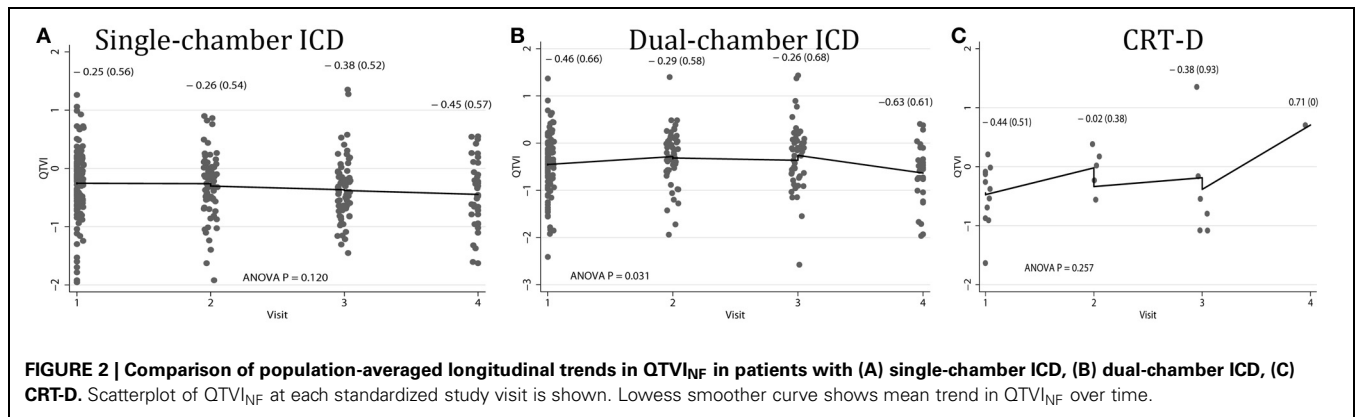 A Single-chamber ICD
2
1
0
−1
−2
QTVI
− 0.25 (0.56)
− 0.26 (0.54)
− 0.38 (0.52)
− 0.45 (0.57)
ANOVA P = 0.120
1 2 3 4
Visit
B Dual-chamber ICD
2
1
0
−1
−2
−3
QTVI
− 0.46 (0.66)
− 0.29 (0.58)
− 0.26 (0.68)
−0.63 (0.61)
ANOVA P = 0.031
1 2 3 4
Visit
C CRT-D
2
1
0
−1
−2
QTVI
− 0.44 (0.51)
− 0.02 (0.38)
− 0.38 (0.93)
0.71 (0)
ANOVA P = 0.257
1 2 3 4
Visit
FIGURE 2 | Comparison of population-averaged longitudinal trends in QTVINF in patients with (A) single-chamber ICD, (B) dual-chamber ICD, (C)
CRT-D. Scatterplot of QTVINF at each standardized study visit is shown. Lowess smoother curve shows mean trend in QTVINF over time.